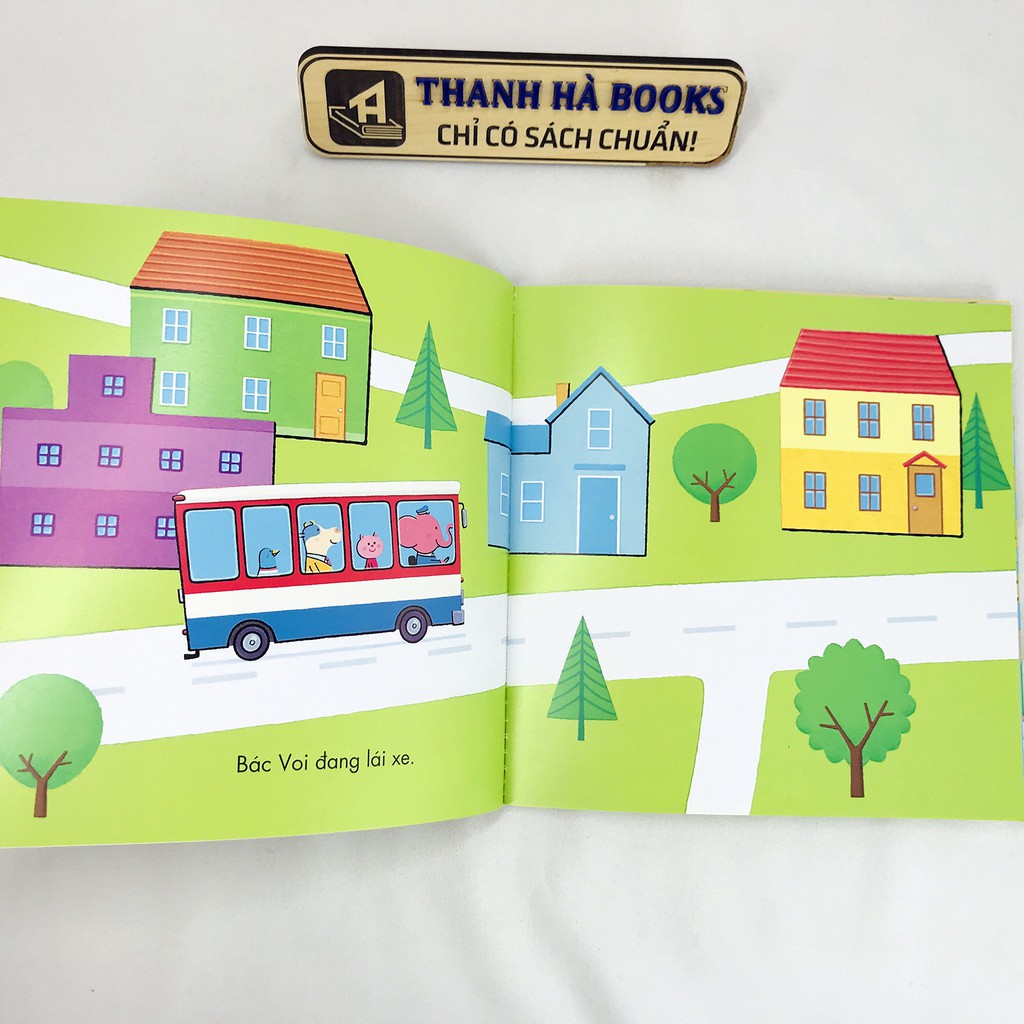 THANH HÀ BOOKS
CHỈ CÓ SÁCH CHUẨN!
Bác Voi đang lái xe.